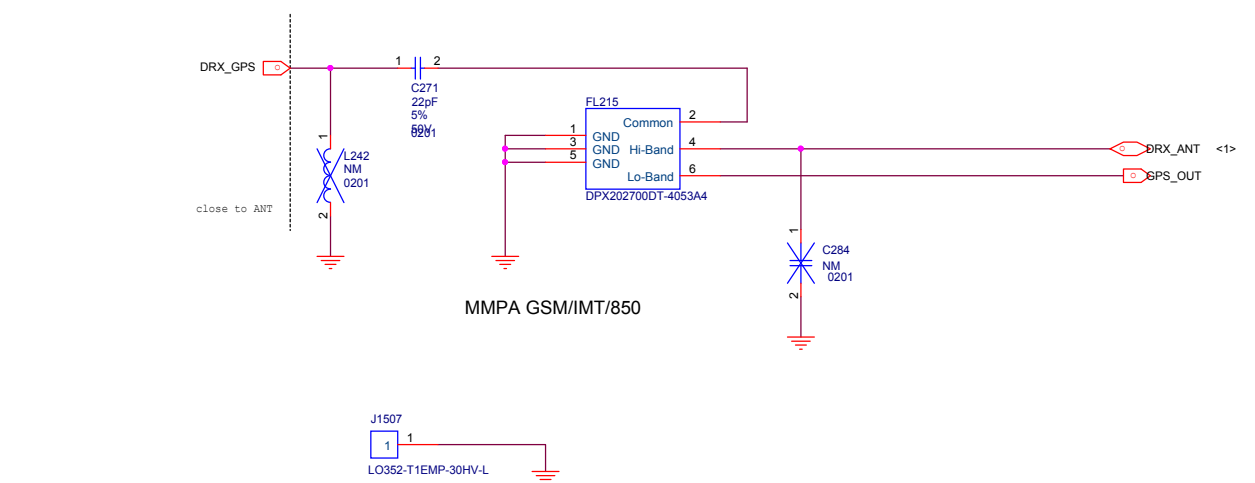 DRX_GPS
1
2
C271
22pF
5%
50V
0201
1
L242
NM
0201
2
close to ANT
FL215
Common
2
1
GND
3
GND
Hi-Band
4
5
GND
Lo-Band
6
DPX202700DT-4053A4
DRX_ANT <1>
GPS_OUT
1
C284
NM
0201
2
MMPA GSM/IMT/850
J1507
1
1
LO352-T1EMP-30HV-L